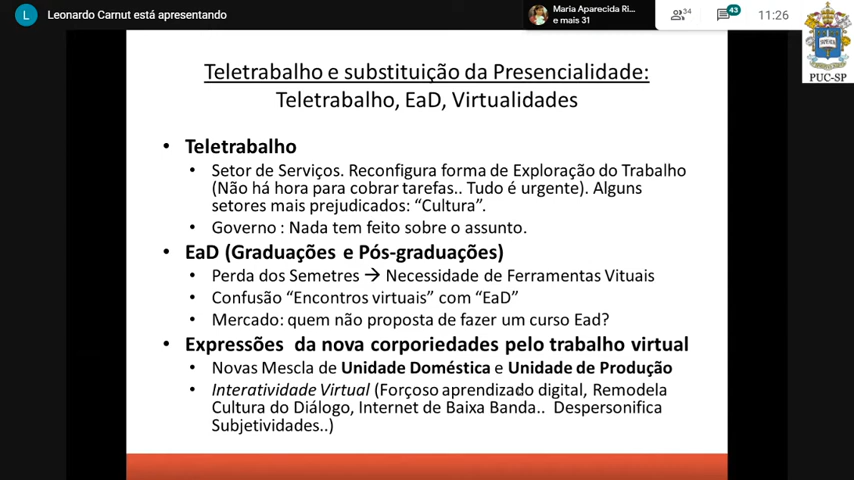 L Leonardo Carnut está apresentando
Maria Aparecida Ri...
e mais 31
34
43
11:26
PUC-SP
Teletrabalho e substituição da Presencialidade:
Teletrabalho, EaD, Virtualidades
• Teletrabalho
• Setor de Serviços. Reconfigura forma de Exploração do Trabalho
(Não há hora para cobrar tarefas.. Tudo é urgente). Alguns
setores mais prejudicados: “Cultura”.
• Governo : Nada tem feito sobre o assunto.
• EaD (Graduações e Pós-graduações)
• Perda dos Semetres → Necessidade de Ferramentas Vituais
• Confusão “Encontros virtuais” com “EaD”
• Mercado: quem não proposta de fazer um curso Ead?
• Expressões da nova corporiedades pelo trabalho virtual
• Novas Mescla de Unidade Doméstica e Unidade de Produção
• Interatividade Virtual (Forçoso aprendizado digital, Remodela
Cultura do Diálogo, Internet de Baixa Banda.. Despersonifica
Subjetividades..)